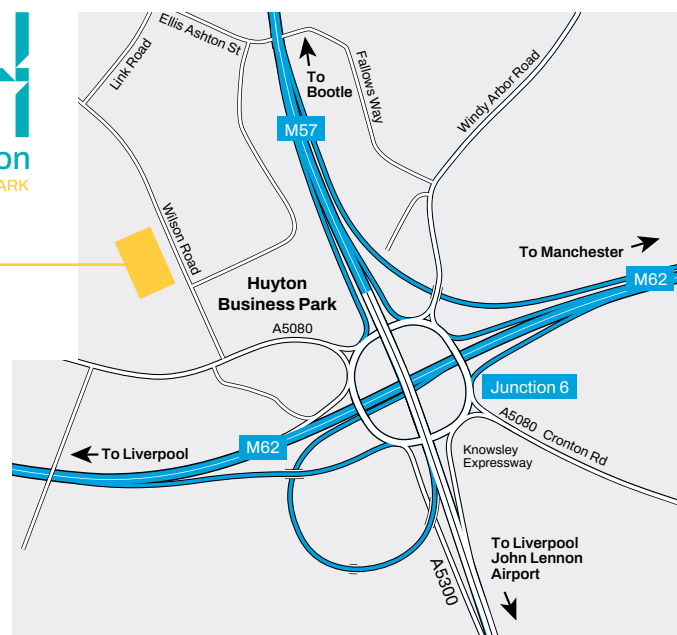 Ellis Ashton St
Link Road
To
Bootle
Fallows Way
Windy Arbor Road
M57
on
ARK
Wilson Road
To Manchester
M62
Huyton
Business Park
A5080
Junction 6
A5080 Cronton Rd
To Liverpool
M62
Knowsley
Expressway
To Liverpool
John Lennon
Airport
A5300